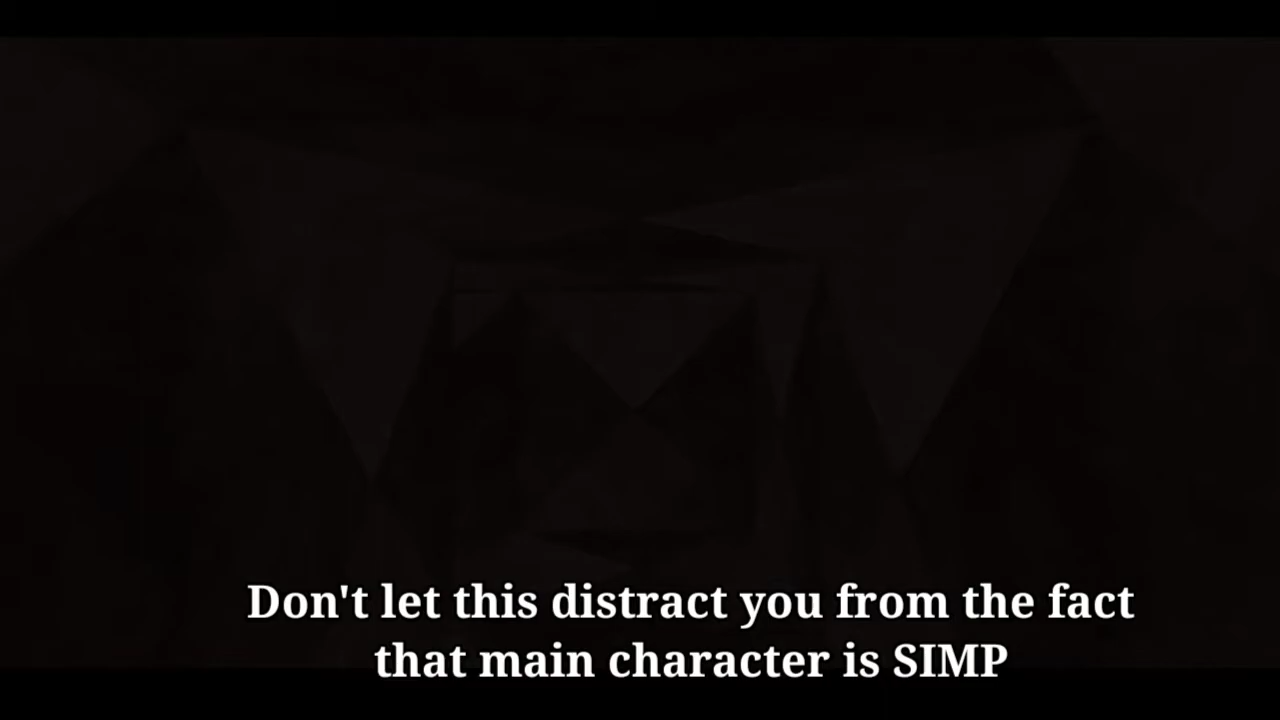 Don't let this distract you from the fact
that main character is SIMP